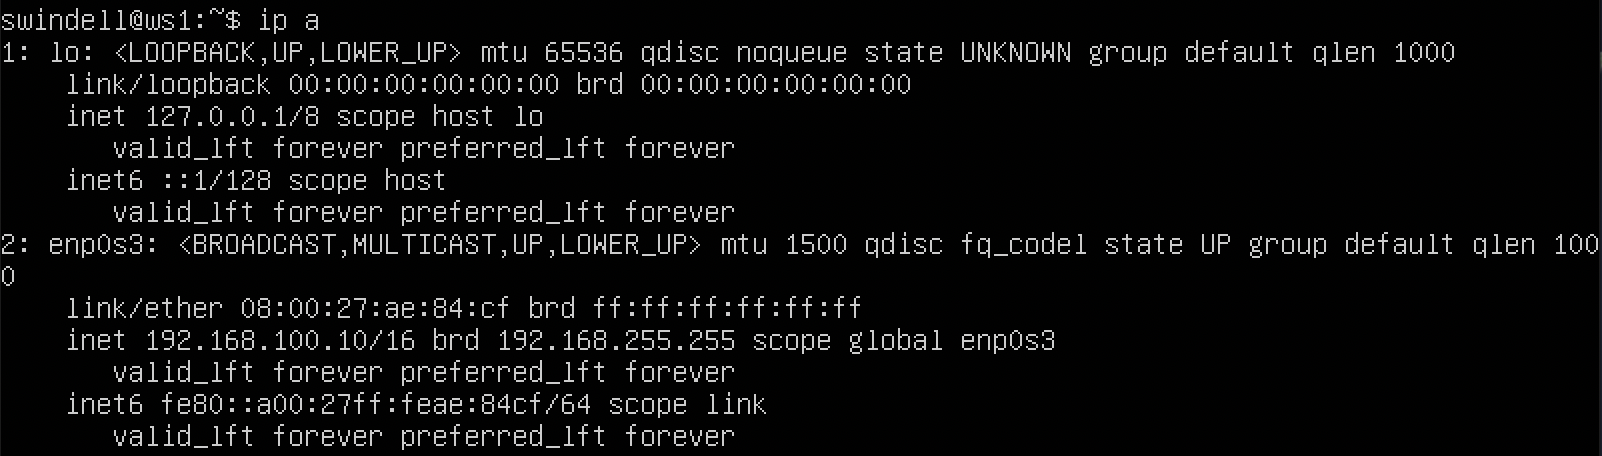 swindell@ws1:~$ ip a
1: lo: <LOOPBACK,UP,LOWER_UP> mtu 65536 qdisc noqueue state UNKNOWN group default qlen 1000
    link/loopback 00:00:00:00:00:00 brd 00:00:00:00:00:00
    inet 127.0.0.1/8 scope host lo
       valid_lft forever preferred_lft forever
    inet6 ::1/128 scope host
       valid_lft forever preferred_lft forever
2: enp0s3: <BROADCAST,MULTICAST,UP,LOWER_UP> mtu 1500 qdisc fq_codel state UP group default qlen 100
0
    link/ether 08:00:27:ae:84:cf brd ff:ff:ff:ff:ff:ff
    inet 192.168.100.10/16 brd 192.168.255.255 scope global enp0s3
       valid_lft forever preferred_lft forever
    inet6 fe80::a00:27ff:feae:84cf/64 scope link
       valid_lft forever preferred_lft forever